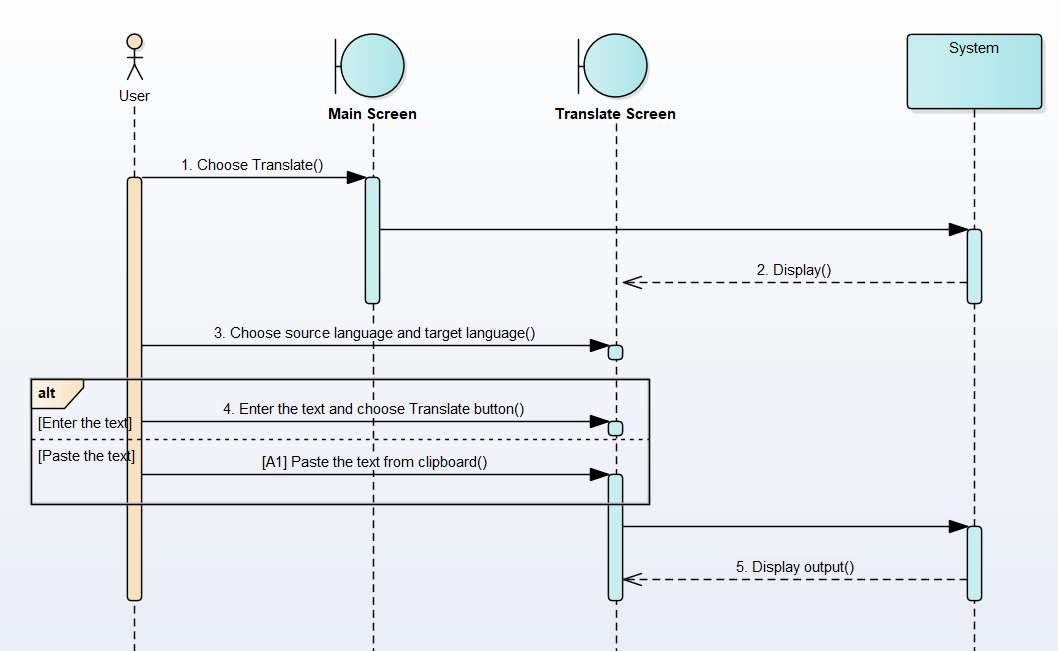 User
Main Screen
Translate Screen
System
1. Choose Translate()
2. Display()
3. Choose source language and target language()
alt
4. Enter the text and choose Translate button()
[Enter the text]
[Paste the text]
[A1] Paste the text from clipboard()
5. Display output()